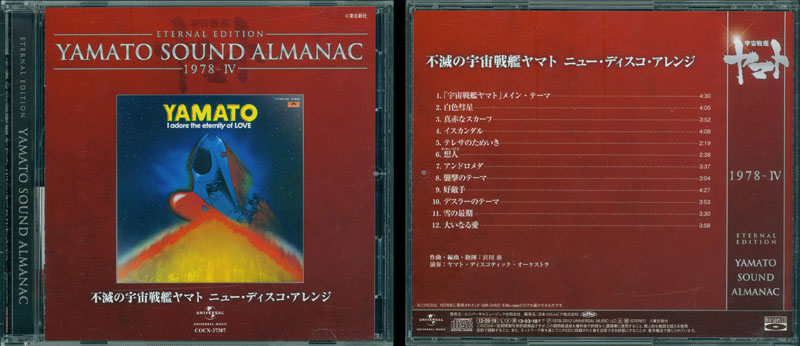 ©東北新社
ETERNAL EDITION
YAMATO SOUND ALMANAC
1978-IV
YAMATO
I adore the eternity of LOVE
不滅の宇宙戦艦ヤマト ニュー・ディスコ・アレンジ
UNIVERSAL
UNIVERSAL MUSIC
COCX-37387
ETERNAL EDITION YAMATO SOUND ALMANAC
不滅の宇宙戦艦ヤマト ニュー・ディスコ・アレンジ
1.「宇宙戦艦ヤマト」メイン・テーマ 4:30
2. 白色彗星 4:05
3. 真赤なスカーフ 3:52
4. イスカンダル 4:08
5. テレサのためいき 2:19
6. 想人 2:36
7. アンドロメダ 3:37
8. 襲撃のテーマ 3:04
9. 好敵手 4:27
10. デスラーのテーマ 3:53
11. 雪の最期 3:30
12. 大いなる愛 3:58
作曲・編曲・指揮:宮川 泰
演奏:ヤマト・ディスコティック・オーケストラ
宇宙戦艦
ヤマト
1978-IV
ETERNAL
EDITION
YAMATO
SOUND
ALMANAC
UNIVERSAL
UNIVERSAL MUSIC